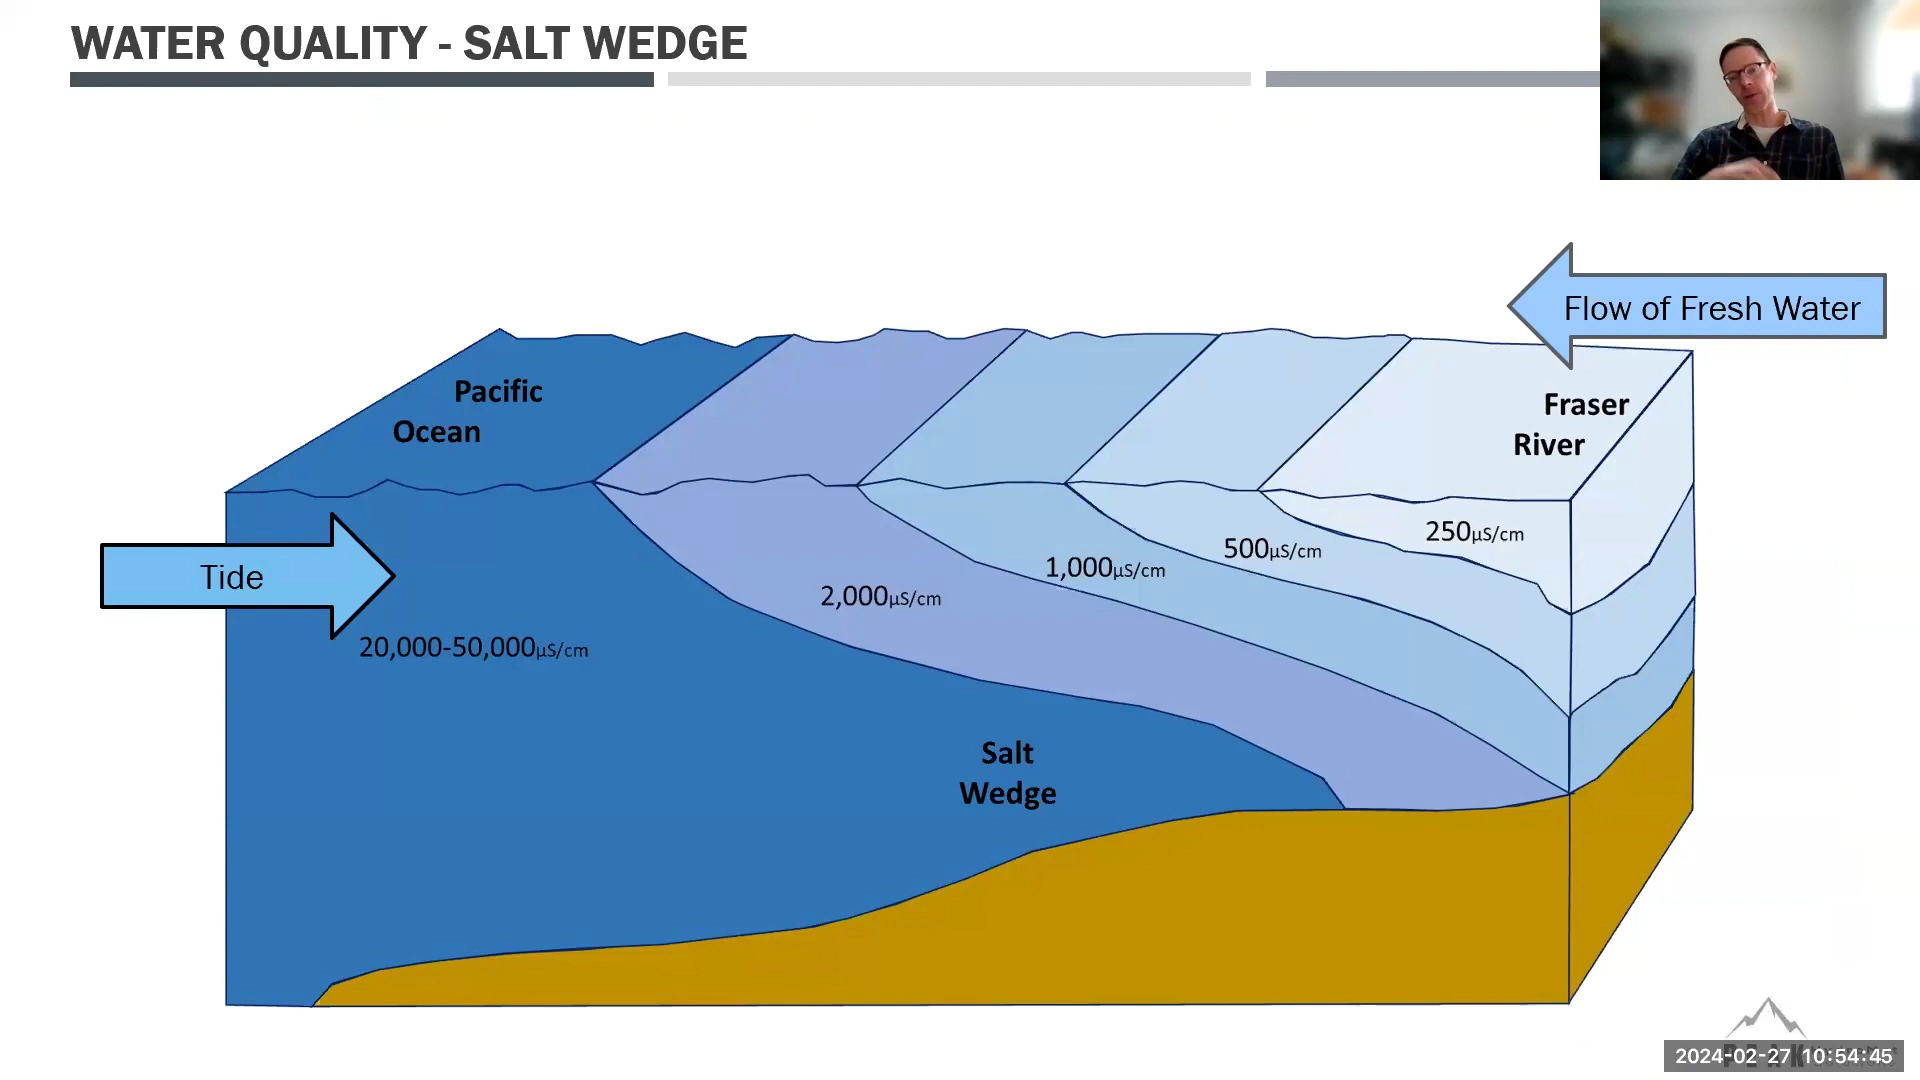 WATER QUALITY - SALT WEDGE
Flow of Fresh Water
Pacific
Ocean
Fraser
River
250µS/cm
500µS/cm
1,000µS/cm
Tide
2,000µS/cm
20,000-50,000µS/cm
Salt
Wedge
PEAK
2024-02-27 10:54:45